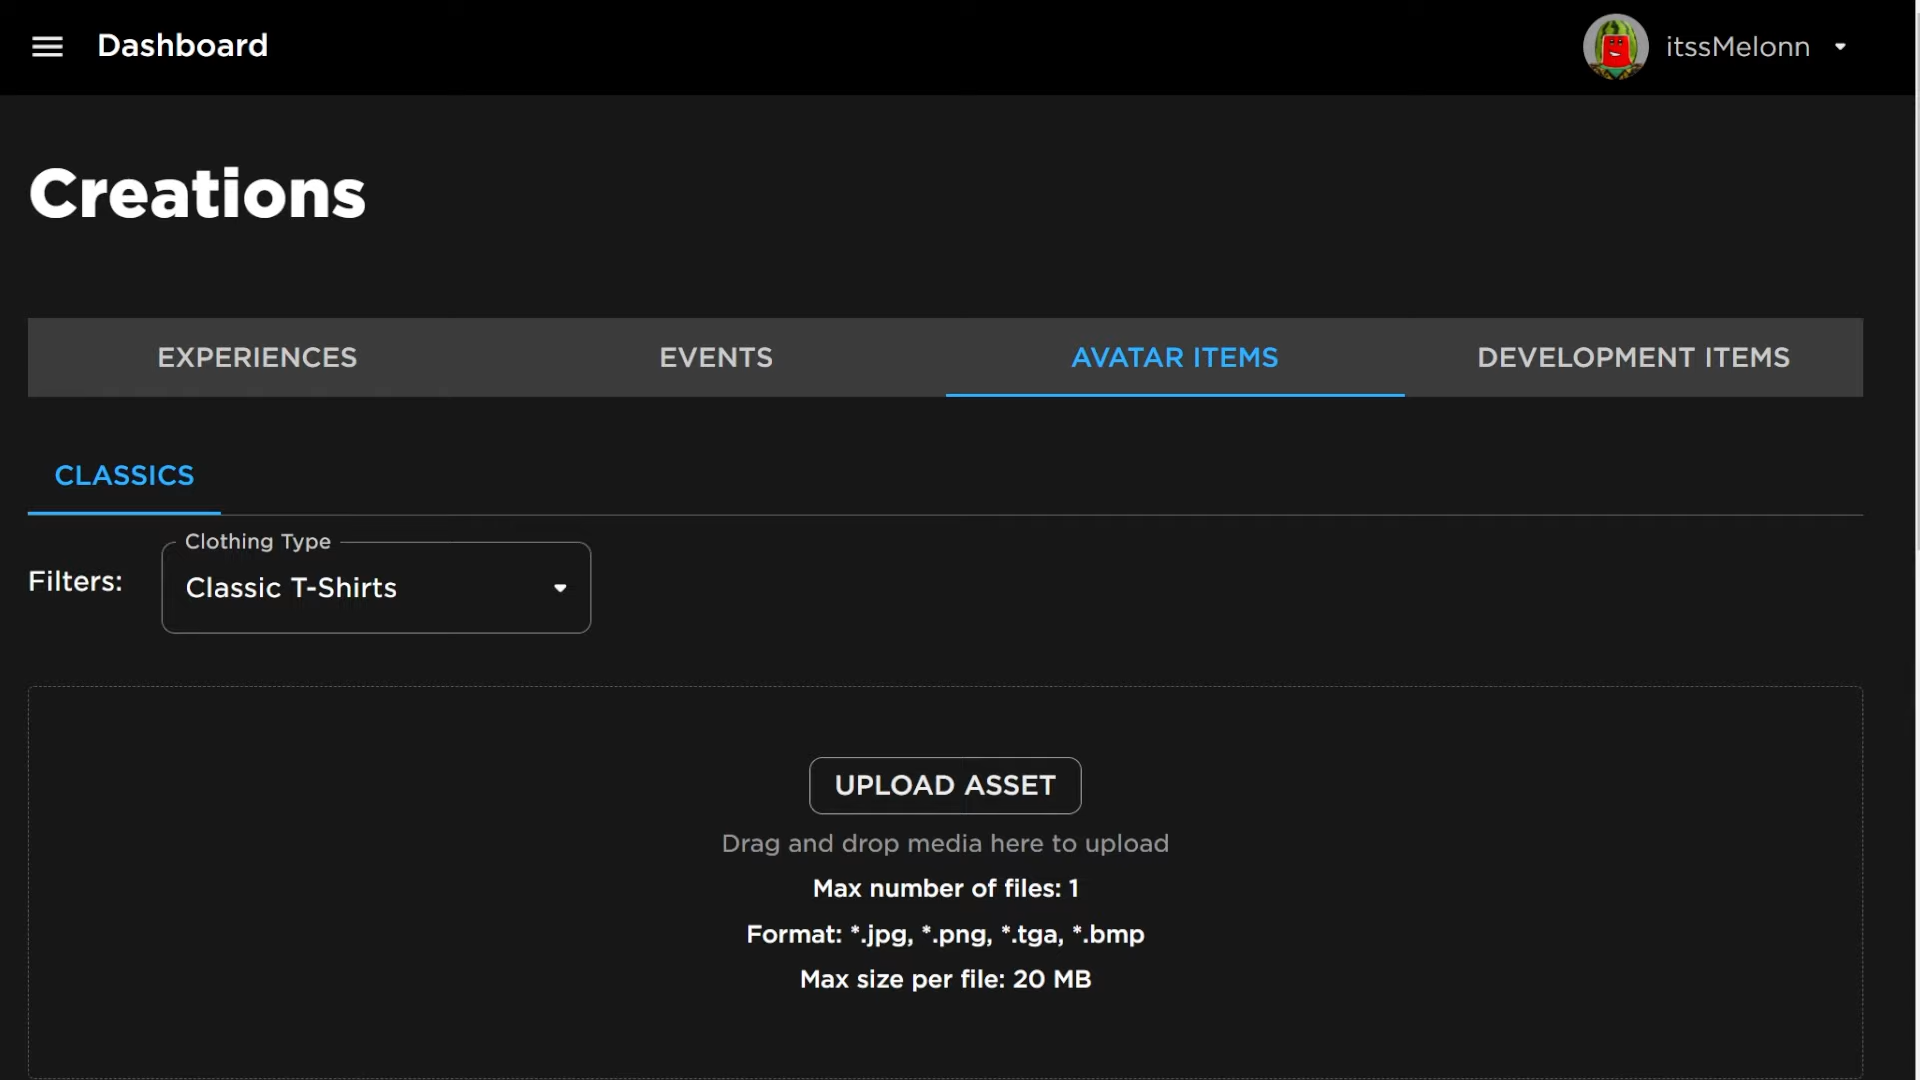 Dashboard
itssMelonn
Creations
EXPERIENCES
EVENTS
AVATAR ITEMS
DEVELOPMENT ITEMS
CLASSICS
Clothing Type
Filters:
Classic T-Shirts
UPLOAD ASSET
Drag and drop media here to upload
Max number of files: 1
Format: *.jpg, *.png, *.tga, *.bmp
Max size per file: 20 MB